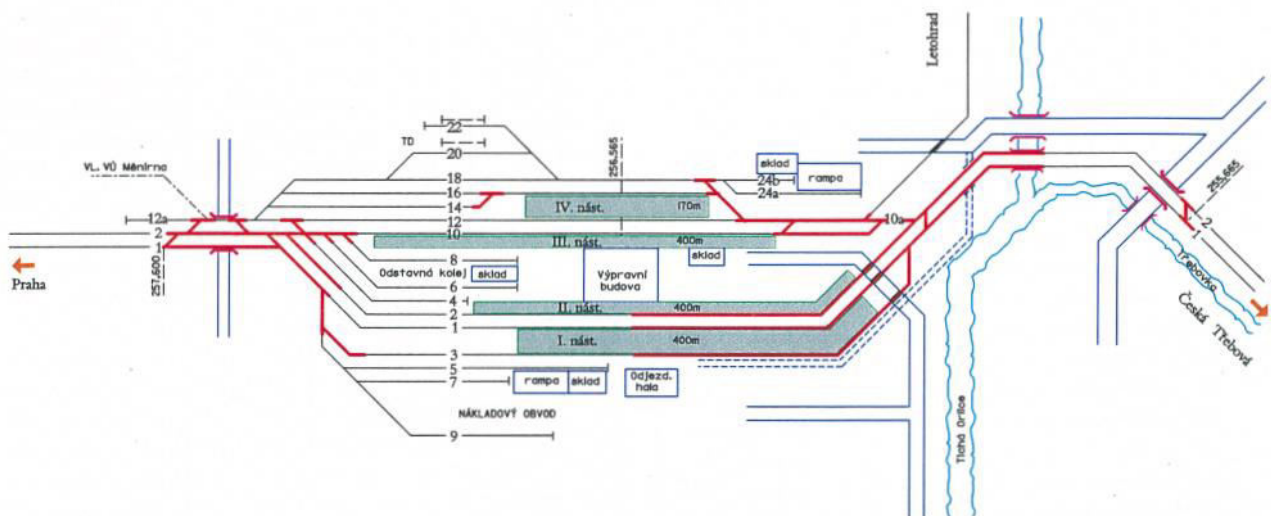 Letohrad
22
TD
20
256,565
VL. VÚ Měnírna
18
sklad
24b
rampa
16
24a
14
IV. nást.
170m
255,665
12a
12
10a
2
2
10
1
1
III. nást.
400m
8
Odstavná kolej
sklad
Výpravní
budova
sklad
Praha
257,600
6
4
Třebovka
2
II. nást.
400m
Česká Třebová
1
I. nást.
400m
3
5
7
rampa
sklad
Odjezd.
hala
NÁKLADOVÝ OBVOD
9
Tichá Orlice